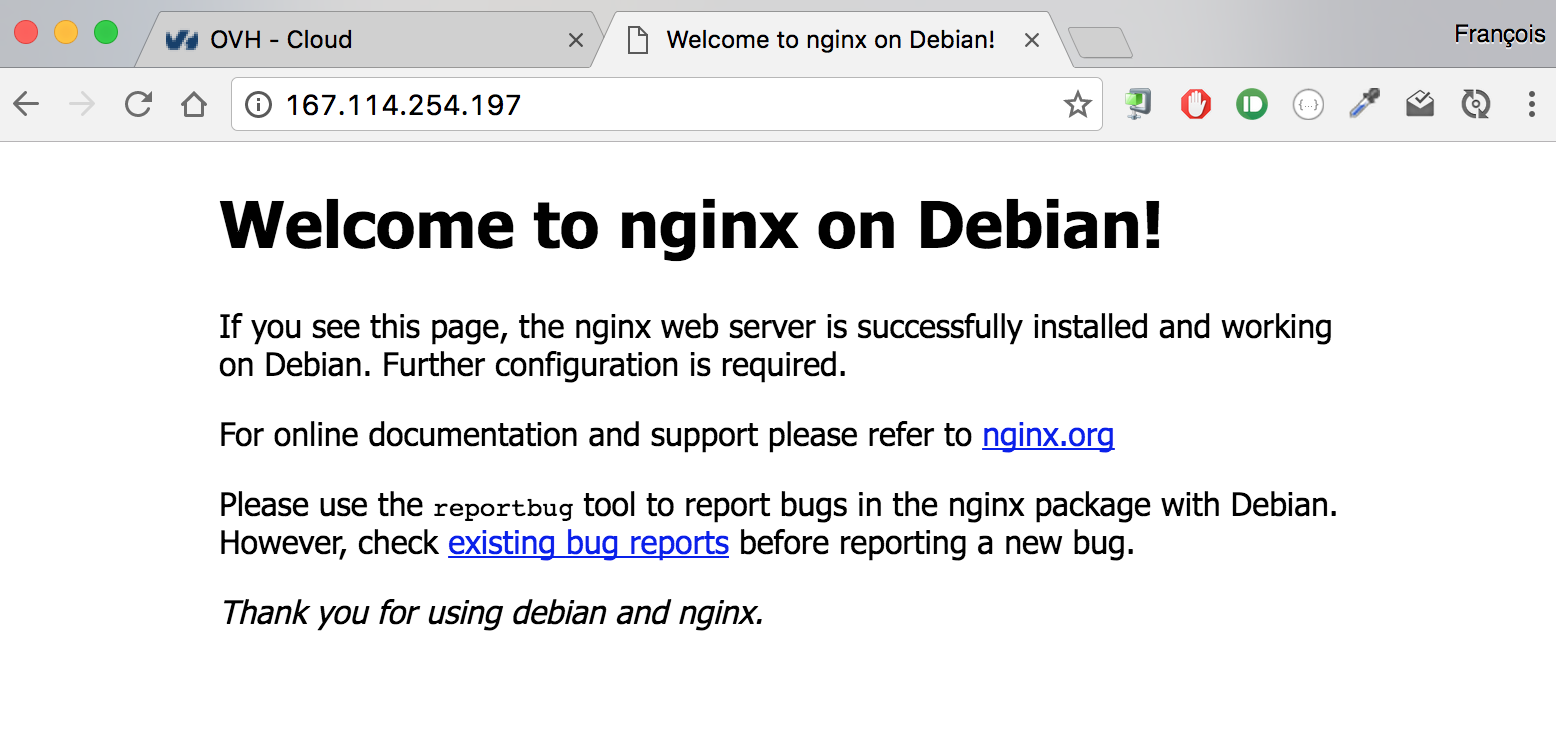 OVH - Cloud
Welcome to nginx on Debian!
François
167.114.254.197
{...}
Welcome to nginx on Debian!
If you see this page, the nginx web server is successfully installed and working
on Debian. Further configuration is required.
For online documentation and support please refer to nginx.org
Please use the reportbug tool to report bugs in the nginx package with Debian.
However, check existing bug reports before reporting a new bug.
Thank you for using debian and nginx.